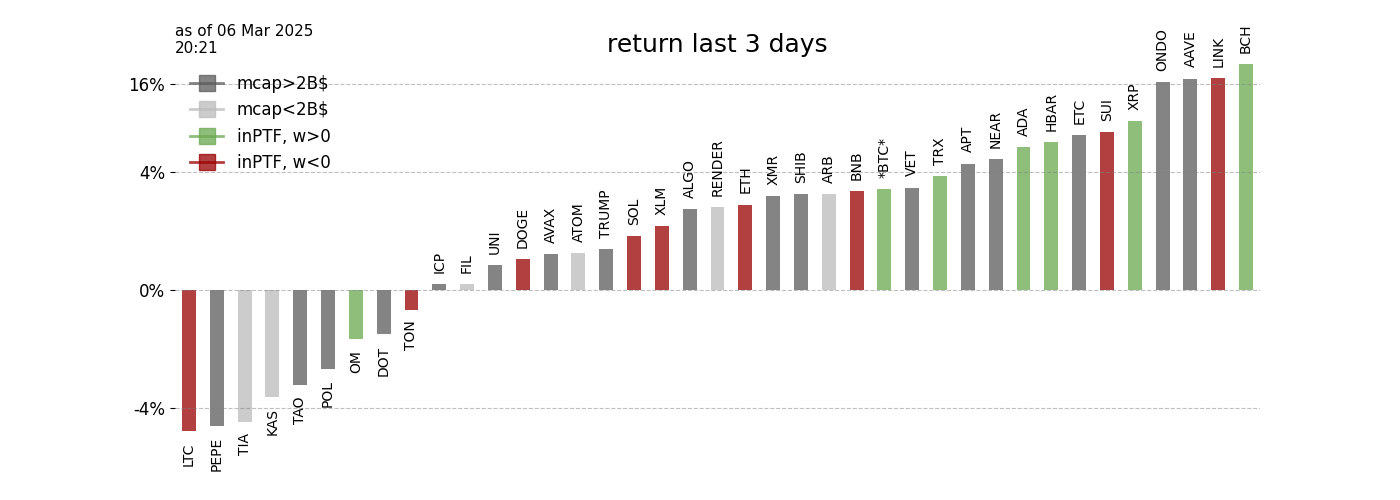 as of 06 Mar 2025
20:21
return last 3 days
mcap>2B$
mcap<2B$
inPTF, w>0
inPTF, w<0
16%
4%
0%
-4%
LTC
PEPE
TIA
KAS
TAO
POL
OM
DOT
TON
ICP
FIL
UNI
DOGE
AVAX
ATOM
TRUMP
SOL
XLM
ALGO
RENDER
ETH
XMR
SHIB
ARB
BNB
*BTC*
VET
TRX
APT
NEAR
ADA
HBAR
ETC
SUI
XRP
ONDO
AAVE
LINK
BCH